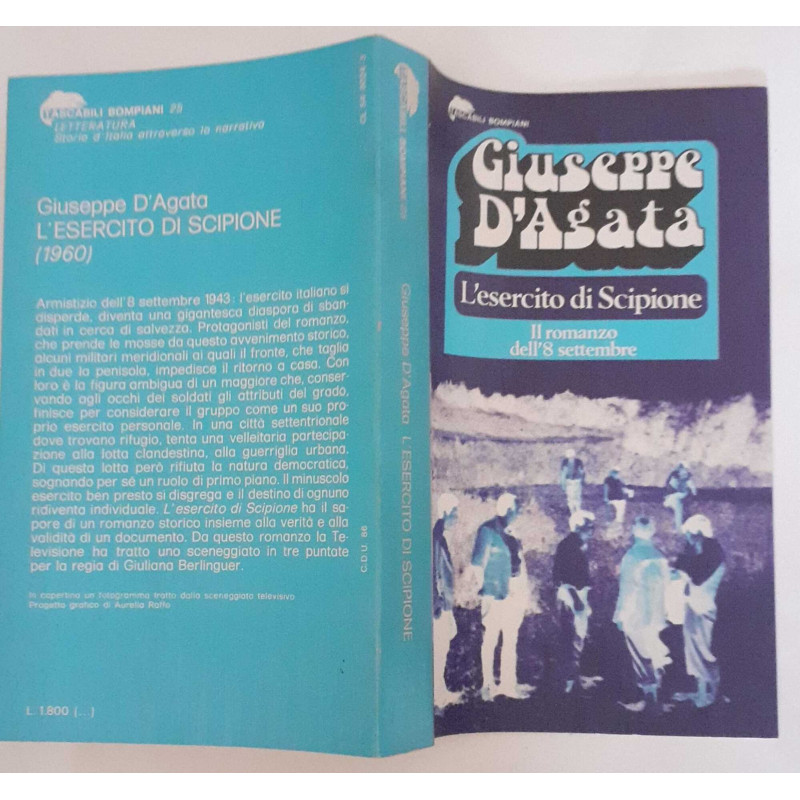 TASCABILI BOMPIANI 25
LETTERATURA
Storia d'Italia attraverso la narrativa
Giuseppe D'Agata
L'ESERCITO DI SCIPIONE
(1960)
Armistizio dell'8 settembre 1943: l'esercito italiano si
disperde, diventa una gigantesca diaspora di sban-
dati in cerca di salvezza. Protagonisti del romanzo,
che prende le mosse da questo avvenimento storico,
alcuni militari meridionali ai quali il fronte, che taglia
in due la penisola, impedisce il ritorno a casa. Con
loro è la figura ambigua di un maggiore che, conser-
vando agli occhi dei soldati gli attributi del grado,
finisce per considerare il gruppo come un suo pro-
prio esercito personale. In una città settentrionale
dove trovano rifugio, tenta una velleitaria partecipa-
zione alla lotta clandestina, alla guerriglia urbana.
Di questa lotta però rifiuta la natura democratica,
sognando per sé un ruolo di primo piano. Il minuscolo
esercito ben presto si disgrega e il destino di ognuno
ridiventa individuale. L'esercito di Scipione ha il sa-
pore di un romanzo storico insieme alla verità e alla
validità di un documento. Da questo romanzo la Te-
levisione ha tratto uno sceneggiato in tre puntate
per la regia di Giuliana Berlinguer.
In copertina un fotogramma tratto dallo sceneggiato televisivo
Progetto grafico di Aurelia Raffo
L. 1.800 (...)
C.D.U. 86
TASCABILI BOMPIANI 25
Giuseppe D'Agata L'ESERCITO DI SCIPIONE
TASCABILI BOMPIANI
Giuseppe
D'Agata
L'esercito di Scipione
Il romanzo
dell'8 settembre